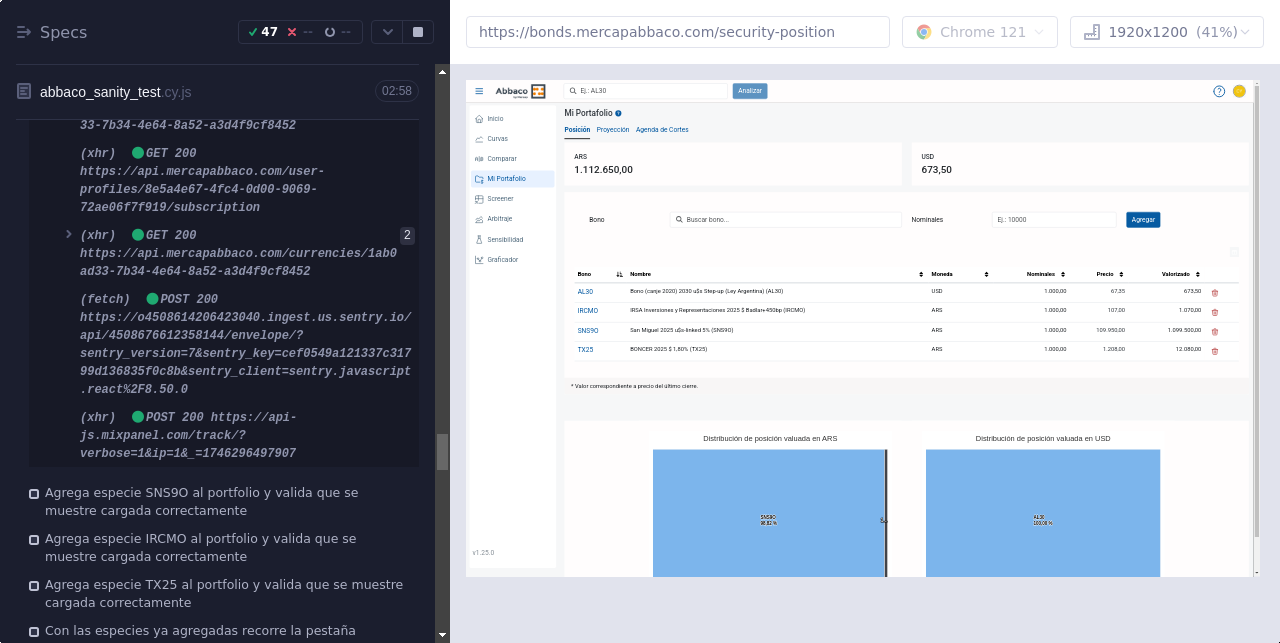 Specs
47
--
--
abbaco_sanity_test.cy.js
02:58
33-7b34-4e64-8a52-a3d4f9cf8452
(xhr) GET 200
https://api.mercapabbaco.com/user-
profiles/8e5a4e67-4fc4-0d00-9069-
72ae06f7f919/subscription
(xhr) GET 200
2
https://api.mercapabbaco.com/currencies/1ab0
ad33-7b34-4e64-8a52-a3d4f9cf8452
(fetch) POST 200
https://o4508614206423040.ingest.us.sentry.io/
api/4508676612358144/envelope/?
sentry_version=7&sentry_key=cef0549a121337c317
99d136835f0c8b&sentry_client=sentry.javascript
.react%2F8.50.0
(xhr) POST 200 https://api-
js.mixpanel.com/track/?
verbose=1&ip=1&_=1746296497907
Agrega especie SNS9O al portfolio y valida que se
muestre cargada correctamente
Agrega especie IRCMO al portfolio y valida que se
muestre cargada correctamente
Agrega especie TX25 al portfolio y valida que se muestre
cargada correctamente
Con las especies ya agregadas recorre la pestaña
https://bonds.mercapabbaco.com/security-position
Chrome 121
1920x1200 (41%)
Abbaco
Ej.: AL30
Analizar
Inicio
Curvas
Comparar
Mi Portafolio
Screener
Arbitraje
Sensibilidad
Graficador
v1.25.0
Mi Portafolio
Posición Proyección Agenda de Cortes
ARS
1.112.650,00
USD
673,50
Bono
Buscar bono...
Nominales
Ej.: 10000
Agregar
Bono Nombre Moneda Nominales Precio Valorizado
AL30 Bono (canje 2020) 2030 u$s Step-up (Ley Argentina) (AL30) USD 1.000,00 67,35 673,50
IRCMO IRSA Inversiones y Representaciones 2025 $ Badlar+450bp (IRCMO) ARS 1.000,00 107,00 1.070,00
SNS9O San Miguel 2025 u$s-linked 5% (SNS9O) ARS 1.000,00 109.950,00 1.099.500,00
TX25 BONCER 2025 $ 1,80% (TX25) ARS 1.000,00 1.208,00 12.080,00
* Valor correspondiente a precio del último cierre.
Distribución de posición valuada en ARS
SNS9O
98.82 %
Distribución de posición valuada en USD
AL30
100.00 %